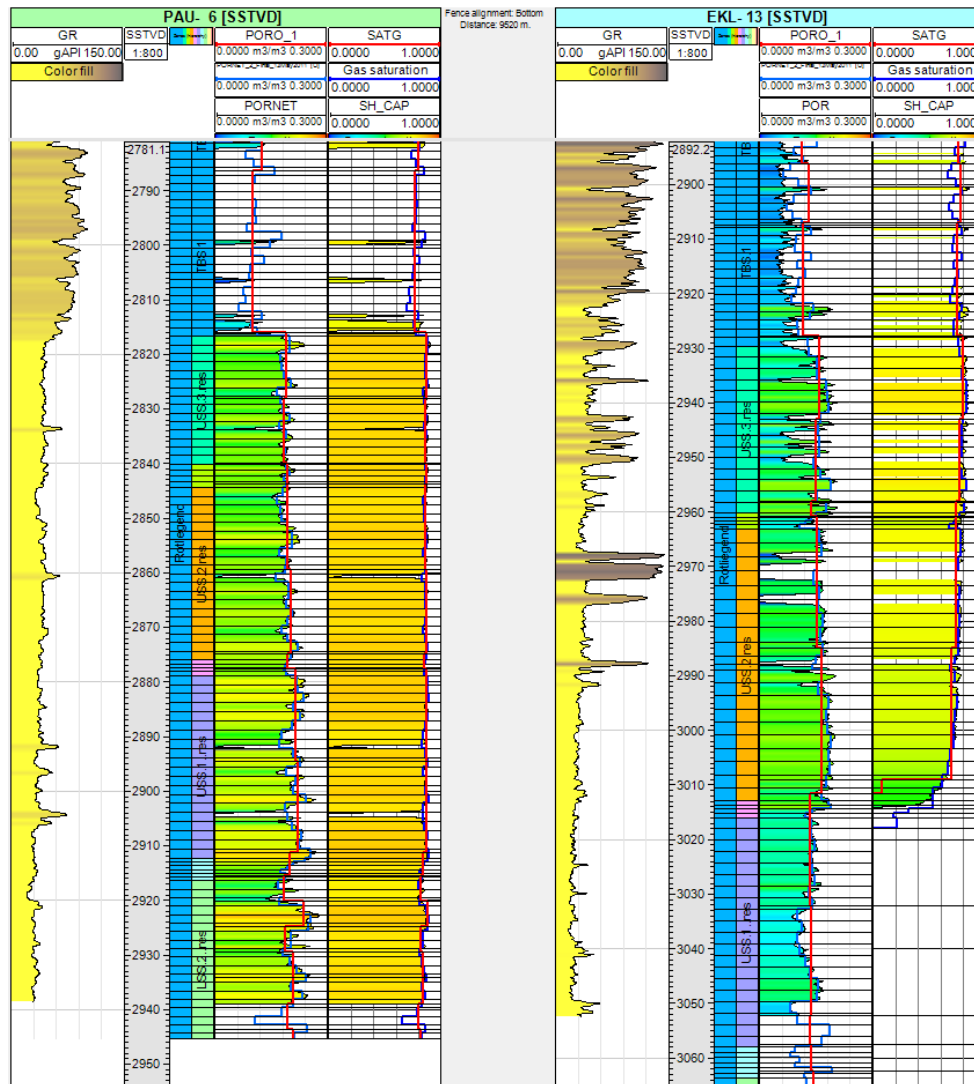 PAU- 6 [SSTVD]
Fence alignment: Bottom
Distance: 9520 m.
EKL- 13 [SSTVD]
GR
SSTVD
PORO_1
SATG
0.00 gAPI 150.00
1:800
0.0000 m3/m3 0.3000
0.0000 1.0000
Color fill
Gas saturation
0.0000 m3/m3 0.3000
0.0000 1.0000
PORNET
SH_CAP
0.0000 m3/m3 0.3000
0.0000 1.0000
GR
SSTVD
PORO_1
SATG
0.00 gAPI 150.00
1:800
0.0000 m3/m3 0.3000
0.0000 1.0000
Color fill
Gas saturation
0.0000 m3/m3 0.3000
0.0000 1.0000
POR
SH_CAP
0.0000 m3/m3 0.3000
0.0000 1.0000
2781.1
2790
2800
2810
2820
2830
2840
2850
2860
2870
2880
2890
2900
2910
2920
2930
2940
2950
Rotliegend
TBS.1
USS.3.res
USS.2.res
USS.1.res
LSS.2.res
2892.2
2900
2910
2920
2930
2940
2950
2960
2970
2980
2990
3000
3010
3020
3030
3040
3050
3060
Rotliegend
TBS.1
USS.3.res
USS.2.res
USS.1.res